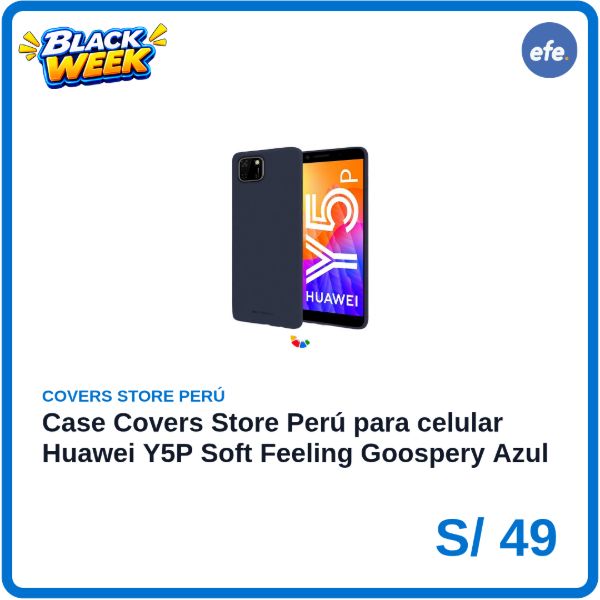 BLACK
WEEK
efe.
Y5P
HUAWEI
COVERS STORE PERÚ
Case Covers Store Perú para celular
Huawei Y5P Soft Feeling Goospery Azul
S/ 49